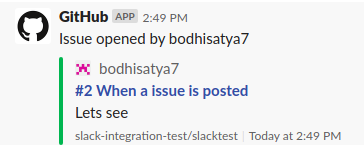 GitHub APP 2:49 PM
Issue opened by bodhisatya7
bodhisatya7
#2 When a issue is posted
Lets see
slack-integration-test/slacktest | Today at 2:49 PM